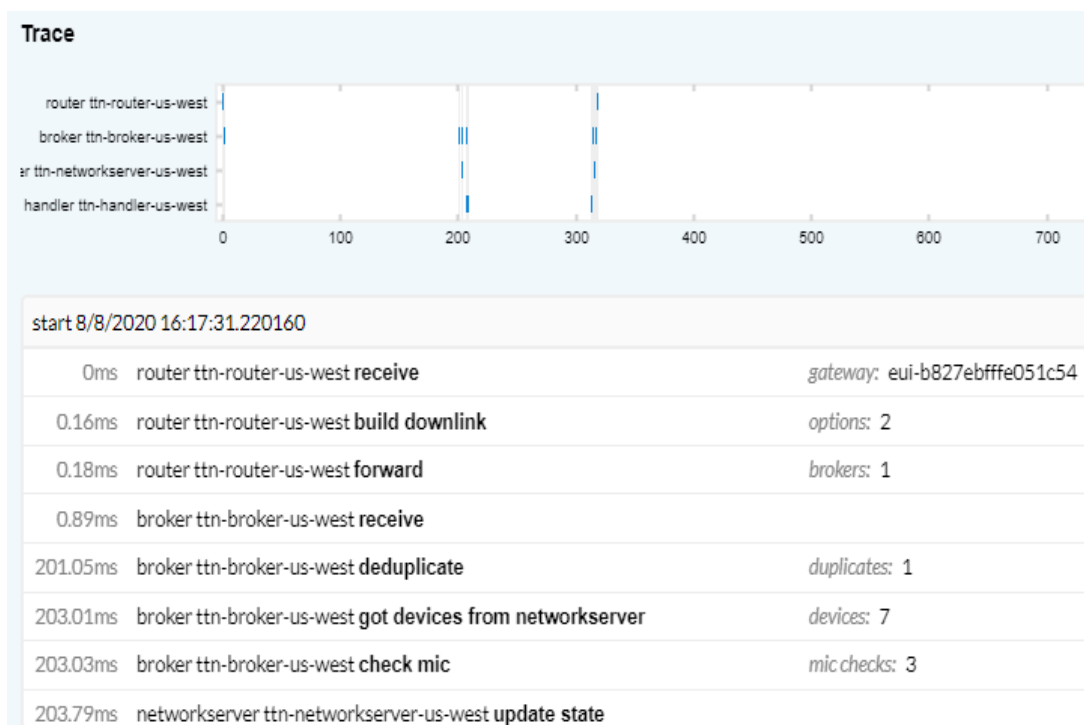 Trace
router ttn-router-us-west
broker ttn-broker-us-west
er ttn-networkserver-us-west
handler ttn-handler-us-west
0 100 200 300 400 500 600 700
start 8/8/2020 16:17:31.220160
0ms router ttn-router-us-west receive gateway: eui-b827ebfffe051c54
0.16ms router ttn-router-us-west build downlink options: 2
0.18ms router ttn-router-us-west forward brokers: 1
0.89ms broker ttn-broker-us-west receive
201.05ms broker ttn-broker-us-west deduplicate duplicates: 1
203.01ms broker ttn-broker-us-west got devices from networkserver devices: 7
203.03ms broker ttn-broker-us-west check mic mic checks: 3
203.79ms networkserver ttn-networkserver-us-west update state